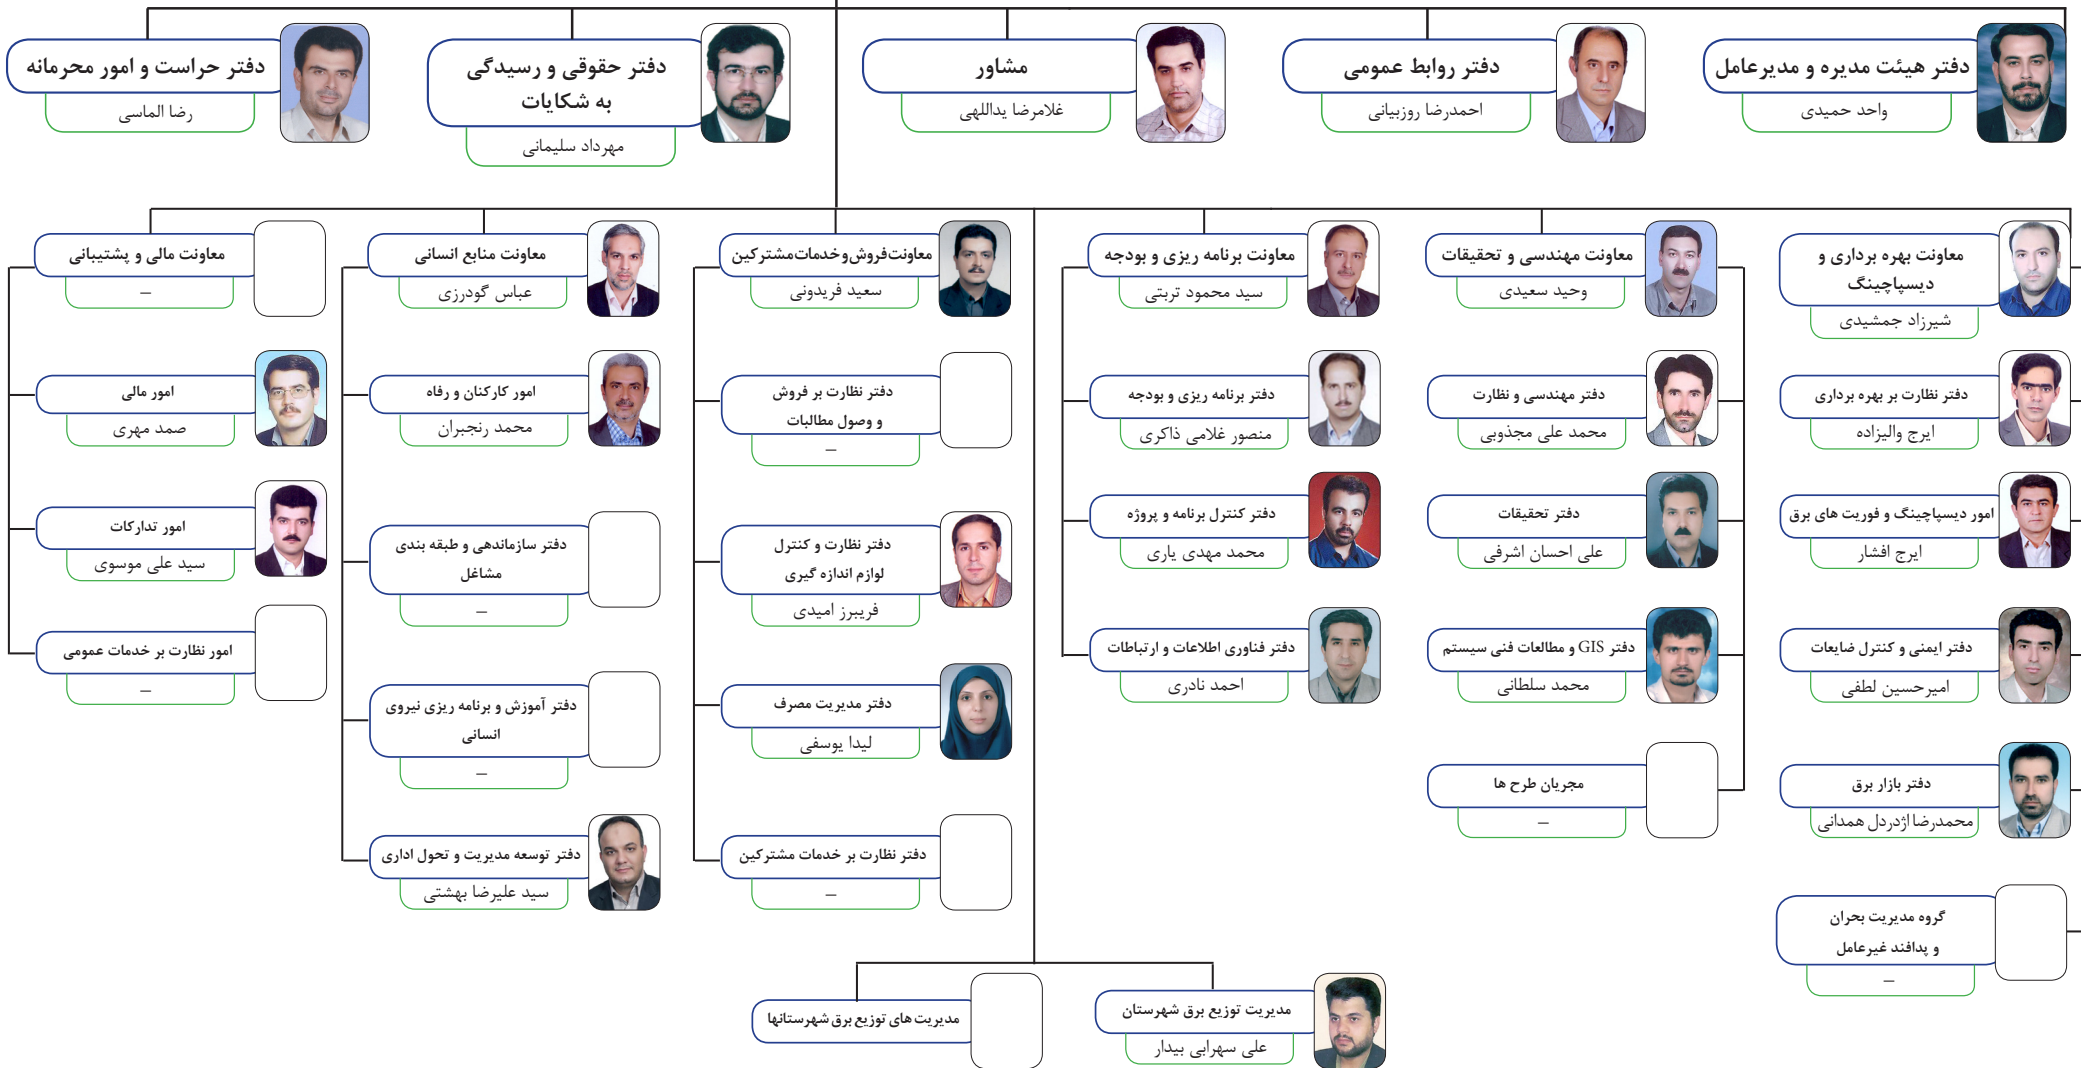 دفتر هیئت مدیره و مدیرعامل
واحد حمیدی
دفتر روابط عمومی
احمدرضا روزبیانی
مشاور
غلامرضا یداللهی
دفتر حقوقی و رسیدگی
به شکایات
مهرداد سلیمانی
دفتر حراست و امور محرمانه
رضا الماسی
معاونت بهره برداری و
دیسپاچینگ
شیرزاد جمشیدی
دفتر نظارت بر بهره برداری
ایرج والیزاده
امور دیسپاچینگ و فوریت های برق
ایرج افشار
دفتر ایمنی و کنترل ضایعات
امیرحسین لطفی
دفتر بازار برق
محمدرضا اژدردل همدانی
گروه مدیریت بحران
و پدافند غیرعامل
–
معاونت مهندسی و تحقیقات
وحید سعیدی
دفتر مهندسی و نظارت
محمد علی مجذوبی
دفتر تحقیقات
علی احسان اشرفی
دفتر GIS و مطالعات فنی سیستم
محمد سلطانی
مجریان طرح ها
–
معاونت برنامه ریزی و بودجه
سید محمود تربتی
دفتر برنامه ریزی و بودجه
منصور غلامی ذاکری
دفتر کنترل برنامه و پروژه
محمد مهدی یاری
دفتر فناوری اطلاعات و ارتباطات
احمد نادری
معاونت فروش و خدمات مشترکین
سعید فریدونی
دفتر نظارت بر فروش
و وصول مطالبات
–
دفتر نظارت و کنترل
لوازم اندازه گیری
فریبرز امیدی
دفتر مدیریت مصرف
لیدا یوسفی
دفتر نظارت بر خدمات مشترکین
–
معاونت منابع انسانی
عباس گودرزی
امور کارکنان و رفاه
محمد رنجبران
دفتر سازماندهی و طبقه بندی
مشاغل
–
دفتر آموزش و برنامه ریزی نیروی
انسانی
–
دفتر توسعه مدیریت و تحول اداری
سید علیرضا بهشتی
معاونت مالی و پشتیبانی
–
امور مالی
صمد مهری
امور تدارکات
سید علی موسوی
امور نظارت بر خدمات عمومی
–
مدیریت توزیع برق شهرستان
علی سهرابی بیدار
مدیریت های توزیع برق شهرستانها